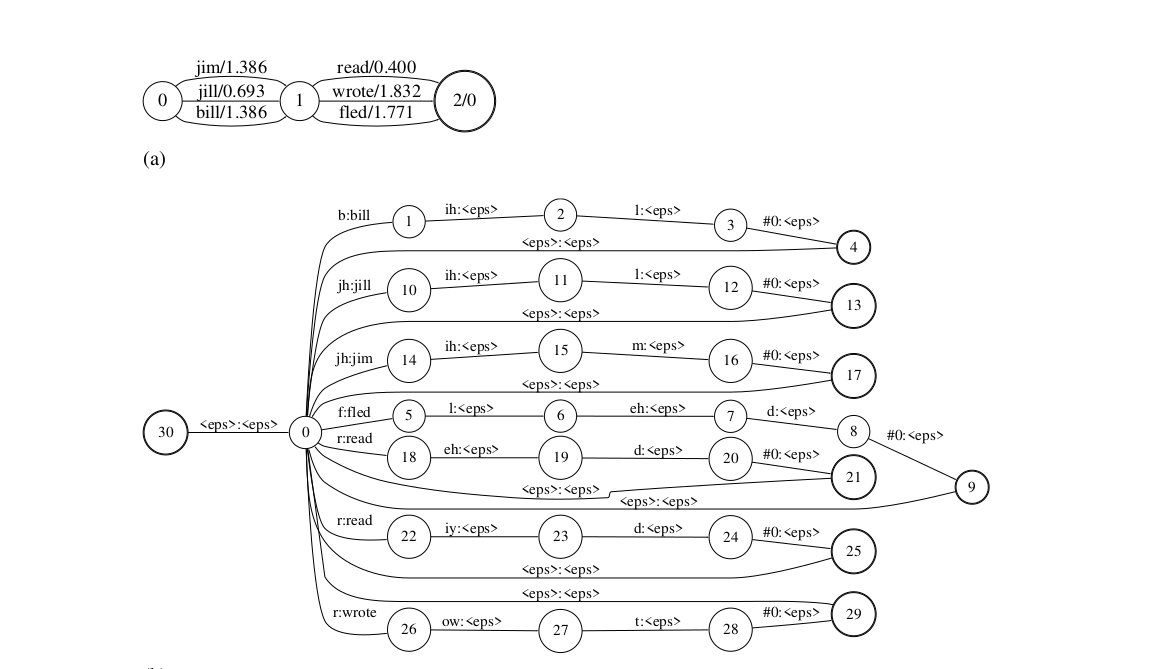 jim/1.386 read/0.400
0 jill/0.693 1 wrote/1.832 2/0
bill/1.386 fled/1.771
(a)
b:bill 1 ih:<eps> 2 l:<eps> 3 #0:<eps>
<eps>:<eps> 4
jh:jill 10 ih:<eps> 11 l:<eps> 12 #0:<eps>
<eps>:<eps> 13
jh:jim 14 ih:<eps> 15 m:<eps> 16 #0:<eps>
<eps>:<eps> 17
f:fled 5 l:<eps> 6 eh:<eps> 7 d:<eps> 8 #0:<eps>
30 <eps>:<eps> 0
r:read 18 eh:<eps> 19 d:<eps> 20 #0:<eps> 21
<eps>:<eps> <eps>:<eps> 9
r:read 22 iy:<eps> 23 d:<eps> 24 #0:<eps> 25
<eps>:<eps>
<eps>:<eps>
r:wrote 26 ow:<eps> 27 t:<eps> 28 #0:<eps> 29